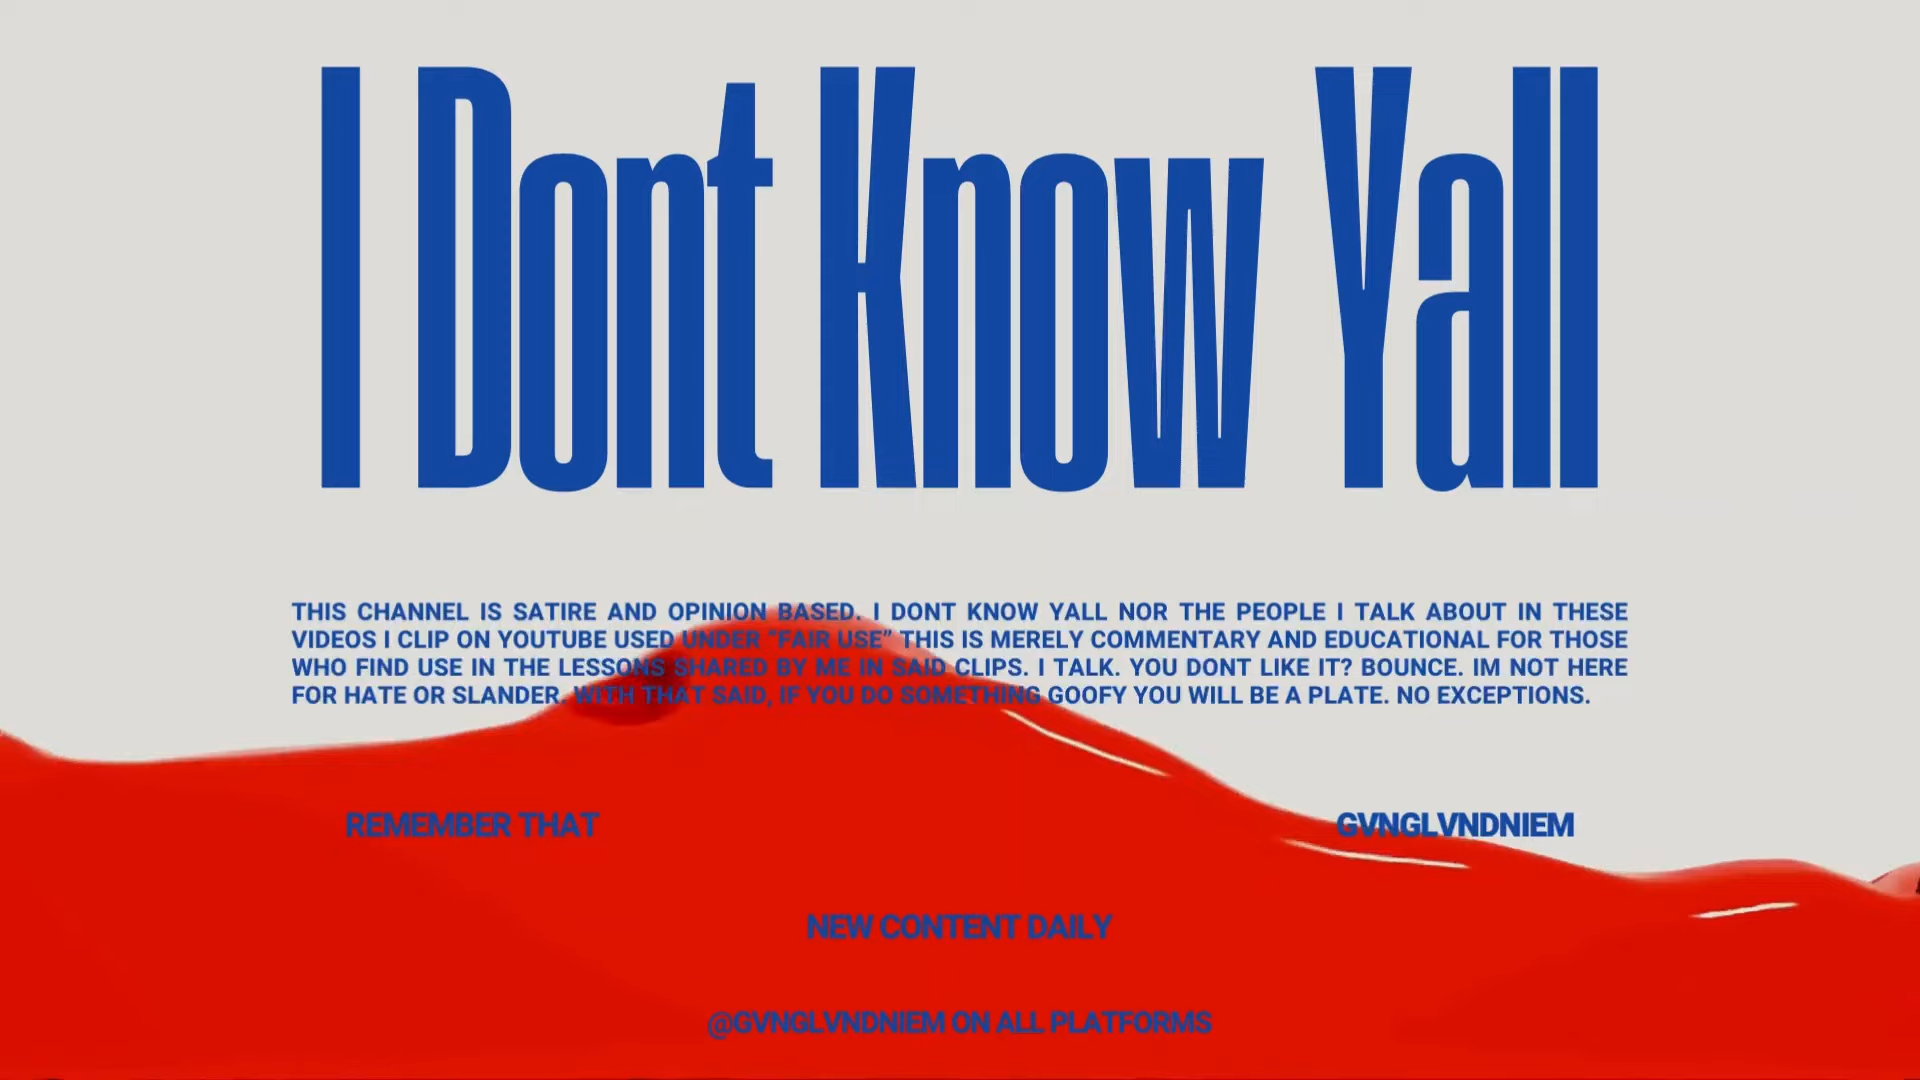 I Dont Know Yall
THIS CHANNEL IS SATIRE AND OPINION BASED. I DONT KNOW YALL NOR THE PEOPLE I TALK ABOUT IN THESE
VIDEOS I CLIP ON YOUTUBE USED UNDER “FAIR USE” THIS IS MERELY COMMENTARY AND EDUCATIONAL FOR THOSE
WHO FIND USE IN THE LESSONS SHARED BY ME IN SAID CLIPS. I TALK. YOU DONT LIKE IT? BOUNCE. IM NOT HERE
FOR HATE OR SLANDER. WITH THAT SAID, IF YOU DO SOMETHING GOOFY YOU WILL BE A PLATE. NO EXCEPTIONS.
REMEMBER THAT
GVNGLVNDNIEM
NEW CONTENT DAILY
@GVNGLVNDNIEM ON ALL PLATFORMS